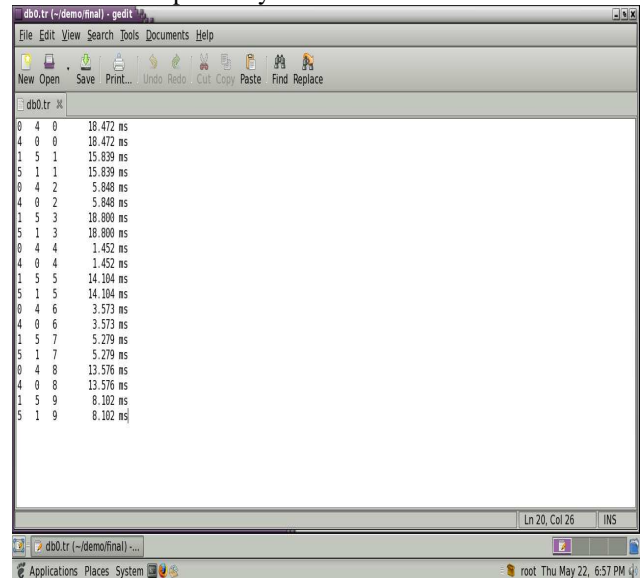 db0.tr (~/demo/final) - gedit
File Edit View Search Tools Documents Help
New Open Save Print... Undo Redo Cut Copy Paste Find Replace
db0.tr
0 4 0 18.472 ms
4 0 0 18.472 ms
1 5 1 15.839 ms
5 1 1 15.839 ms
0 4 2 5.848 ms
4 0 2 5.848 ms
1 5 3 18.800 ms
5 1 3 18.800 ms
0 4 4 1.452 ms
4 0 4 1.452 ms
1 5 5 14.104 ms
5 1 5 14.104 ms
0 4 6 3.573 ms
4 0 6 3.573 ms
1 5 7 5.279 ms
5 1 7 5.279 ms
0 4 8 13.576 ms
4 0 8 13.576 ms
1 5 9 8.102 ms
5 1 9 8.102 ms
Ln 20, Col 26 INS
db0.tr (~/demo/final) -...
Applications Places System root Thu May 22, 6:57 PM